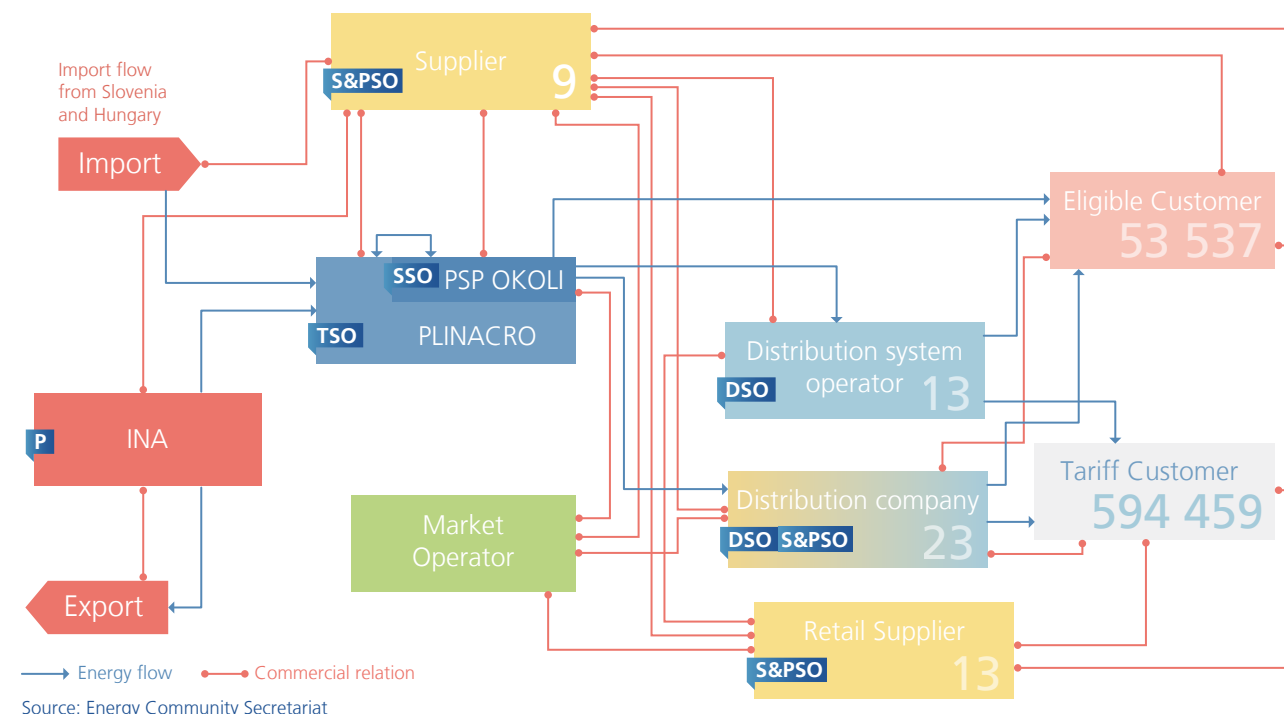 Supplier
9
S&PSO
Import flow
from Slovenia
and Hungary
Import
Eligible Customer
53 537
SSO
PSP OKOLI
TSO
PLINACRO
Distribution system
operator
13
DSO
P
INA
Tariff Customer
594 459
Distribution company
23
DSO
S&PSO
Market
Operator
Export
Retail Supplier
13
S&PSO
Energy flow
Commercial relation
Source: Energy Community Secretariat